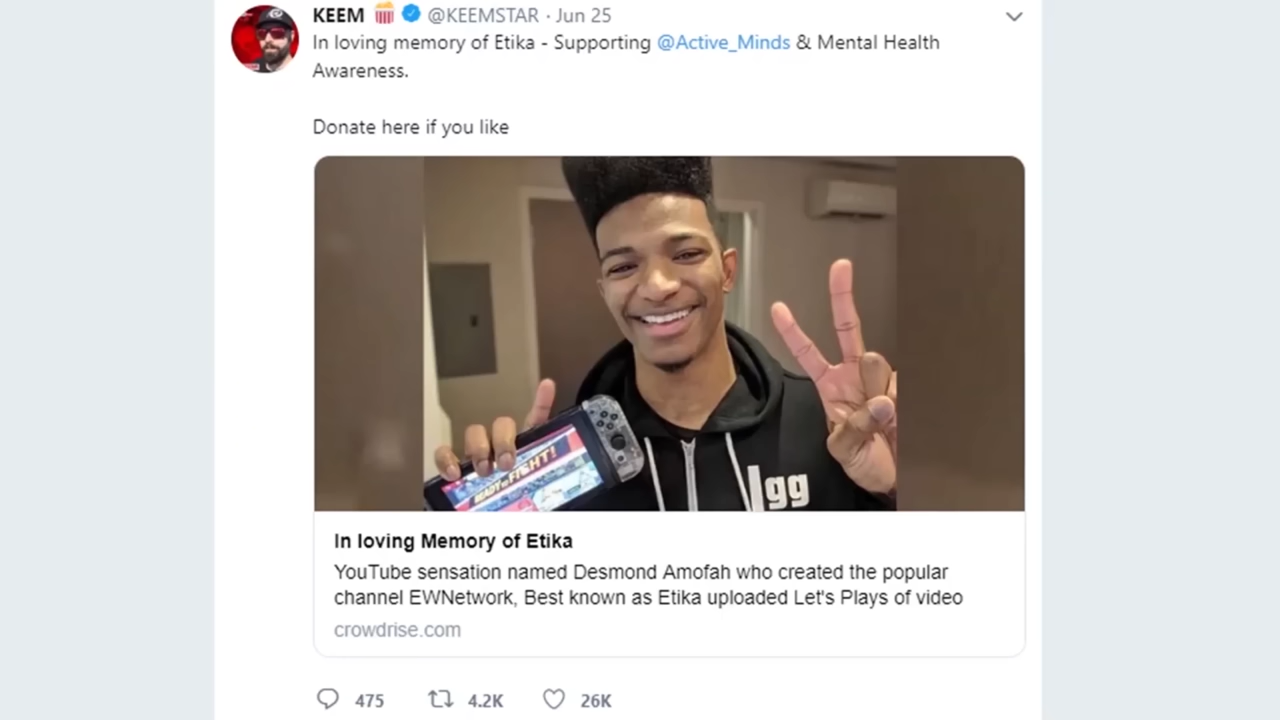 KEEM 🍿 @KEEMSTAR · Jun 25
In loving memory of Etika - Supporting @Active_Minds & Mental Health
Awareness.
Donate here if you like
READY to FIGHT!
gg
In loving Memory of Etika
YouTube sensation named Desmond Amofah who created the popular
channel EWNetwork, Best known as Etika uploaded Let's Plays of video
crowdrise.com
475 4.2K 26K